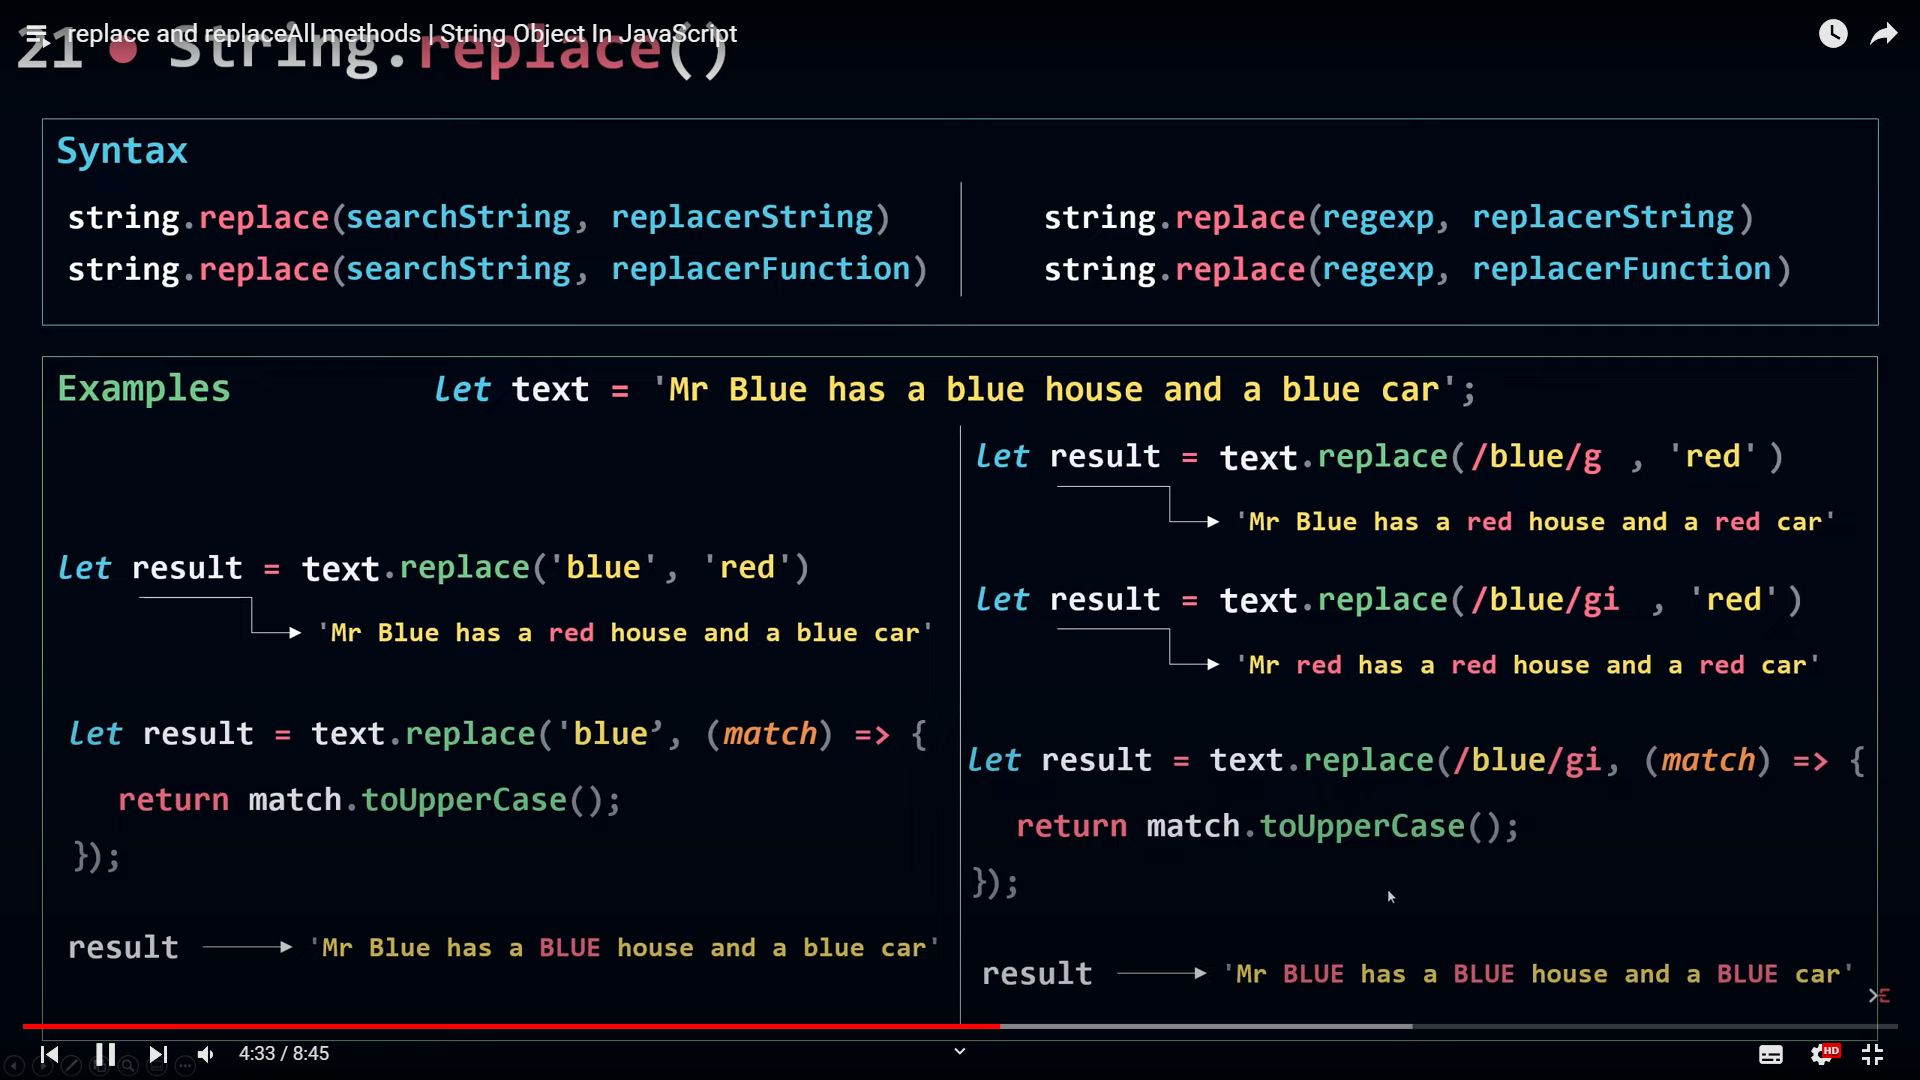 replace and replaceAll methods | String Object In JavaScript
21 • String.replace()
Syntax
string.replace(searchString, replacerString)
string.replace(searchString, replacerFunction)
string.replace(regexp, replacerString)
string.replace(regexp, replacerFunction)
Examples
let text = 'Mr Blue has a blue house and a blue car';
let result = text.replace('blue', 'red')
'Mr Blue has a red house and a blue car'
let result = text.replace('blue’, (match) => {
return match.toUpperCase();
});
result 'Mr Blue has a BLUE house and a blue car'
let result = text.replace(/blue/g , 'red')
'Mr Blue has a red house and a red car'
let result = text.replace(/blue/gi , 'red')
'Mr red has a red house and a red car'
let result = text.replace(/blue/gi, (match) => {
return match.toUpperCase();
});
result 'Mr BLUE has a BLUE house and a BLUE car'
4:33 / 8:45
HD